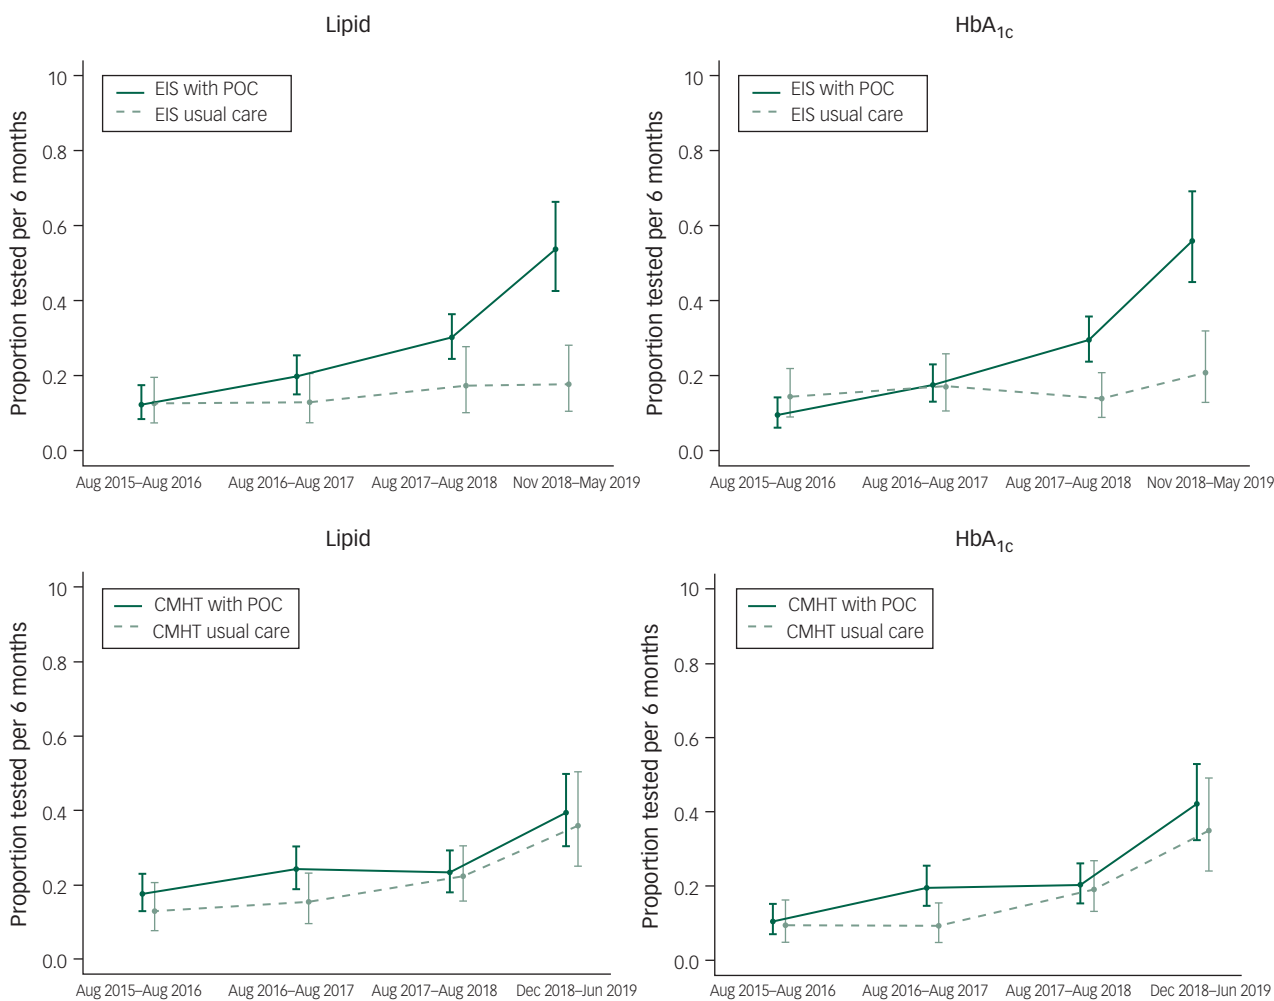 Lipid
10
0.8
0.6
0.4
0.2
0.0
Proportion tested per 6 months
EIS with POC
EIS usual care
Aug 2015–Aug 2016
Aug 2016–Aug 2017
Aug 2017–Aug 2018
Nov 2018–May 2019
HbA1c
10
0.8
0.6
0.4
0.2
0.0
Proportion tested per 6 months
EIS with POC
EIS usual care
Aug 2015–Aug 2016
Aug 2016–Aug 2017
Aug 2017–Aug 2018
Nov 2018–May 2019
Lipid
10
0.8
0.6
0.4
0.2
0.0
Proportion tested per 6 months
CMHT with POC
CMHT usual care
Aug 2015–Aug 2016
Aug 2016–Aug 2017
Aug 2017–Aug 2018
Dec 2018–Jun 2019
HbA1c
10
0.8
0.6
0.4
0.2
0.0
Proportion tested per 6 months
CMHT with POC
CMHT usual care
Aug 2015–Aug 2016
Aug 2016–Aug 2017
Aug 2017–Aug 2018
Dec 2018–Jun 2019